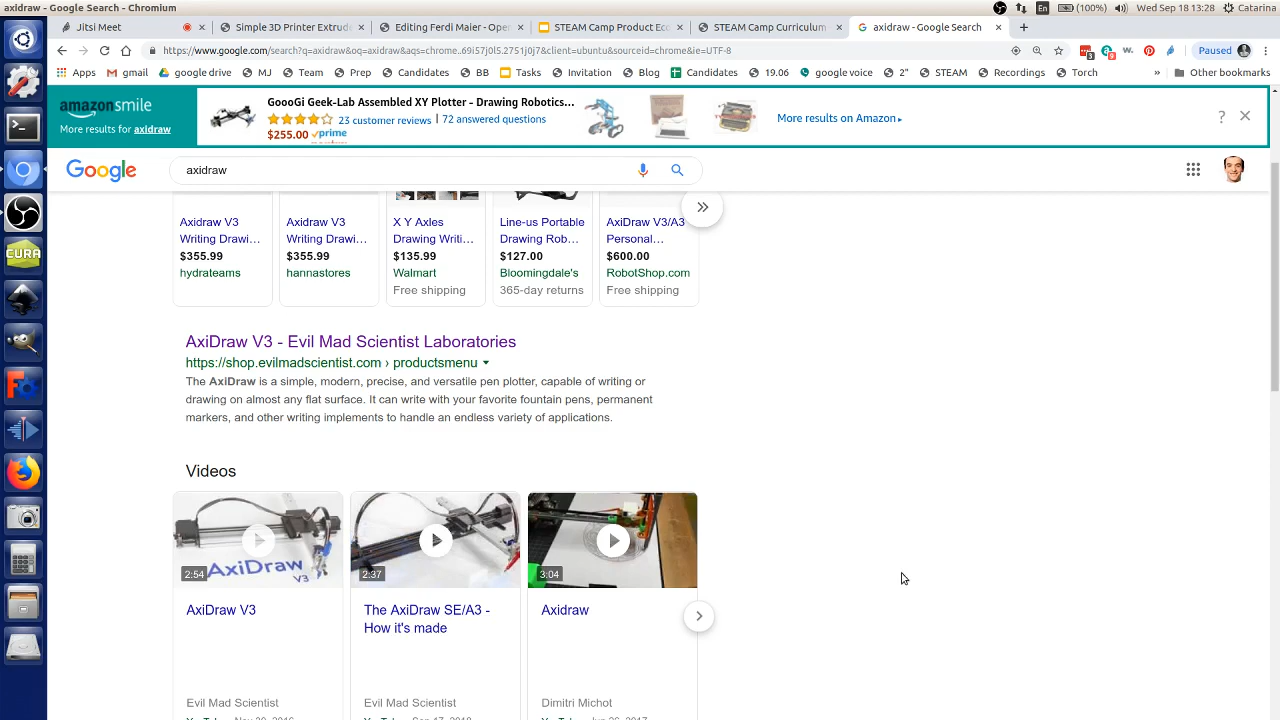 axidraw - Google Search - Chromium
En (100%) Wed Sep 18 13:28 Catarina
Jitsi Meet
Simple 3D Printer Extrude
STEAM Camp Product Eco
STEAM Camp Curriculum
axidraw - Google Search
https://www.google.com/search?q=axidraw&oq=axidraw&aqs=chrome..69i57j0l5.2751j0j7&client=ubuntu&sourceid=chrome&ie=UTF-8
3 9 W. Paused
Apps gmail google drive MJ Team Prep Candidates BB Tasks Invitation Blog Candidates 19.06 google voice 2" STEAM Recordings Torch » Other bookmarks
amazonsmile
More results for axidraw
GoooGi Geek-Lab Assembled XY Plotter - Drawing Robotics...
23 customer reviews | 72 answered questions
$255.00 prime
More results on Amazon ▸
?
Google
axidraw
Axidraw V3
Writing Drawi...
$355.99
hydrateams
Axidraw V3
Writing Drawi...
$355.99
hannastores
X Y Axles
Drawing Writi...
$135.99
Walmart
Free shipping
Line-us Portable
Drawing Rob...
$127.00
Bloomingdale's
365-day returns
AxiDraw V3/A3
Personal...
$600.00
RobotShop.com
Free shipping
AxiDraw V3 - Evil Mad Scientist Laboratories
https://shop.evilmadscientist.com › productsmenu
The AxiDraw is a simple, modern, precise, and versatile pen plotter, capable of writing or
drawing on almost any flat surface. It can write with your favorite fountain pens, permanent
markers, and other writing implements to handle an endless variety of applications.
Videos
AxiDraw
V3
2:54
2:37
3:04
AxiDraw V3
Evil Mad Scientist
The AxiDraw SE/A3 -
How it's made
Evil Mad Scientist
Axidraw
Dimitri Michot
CURA